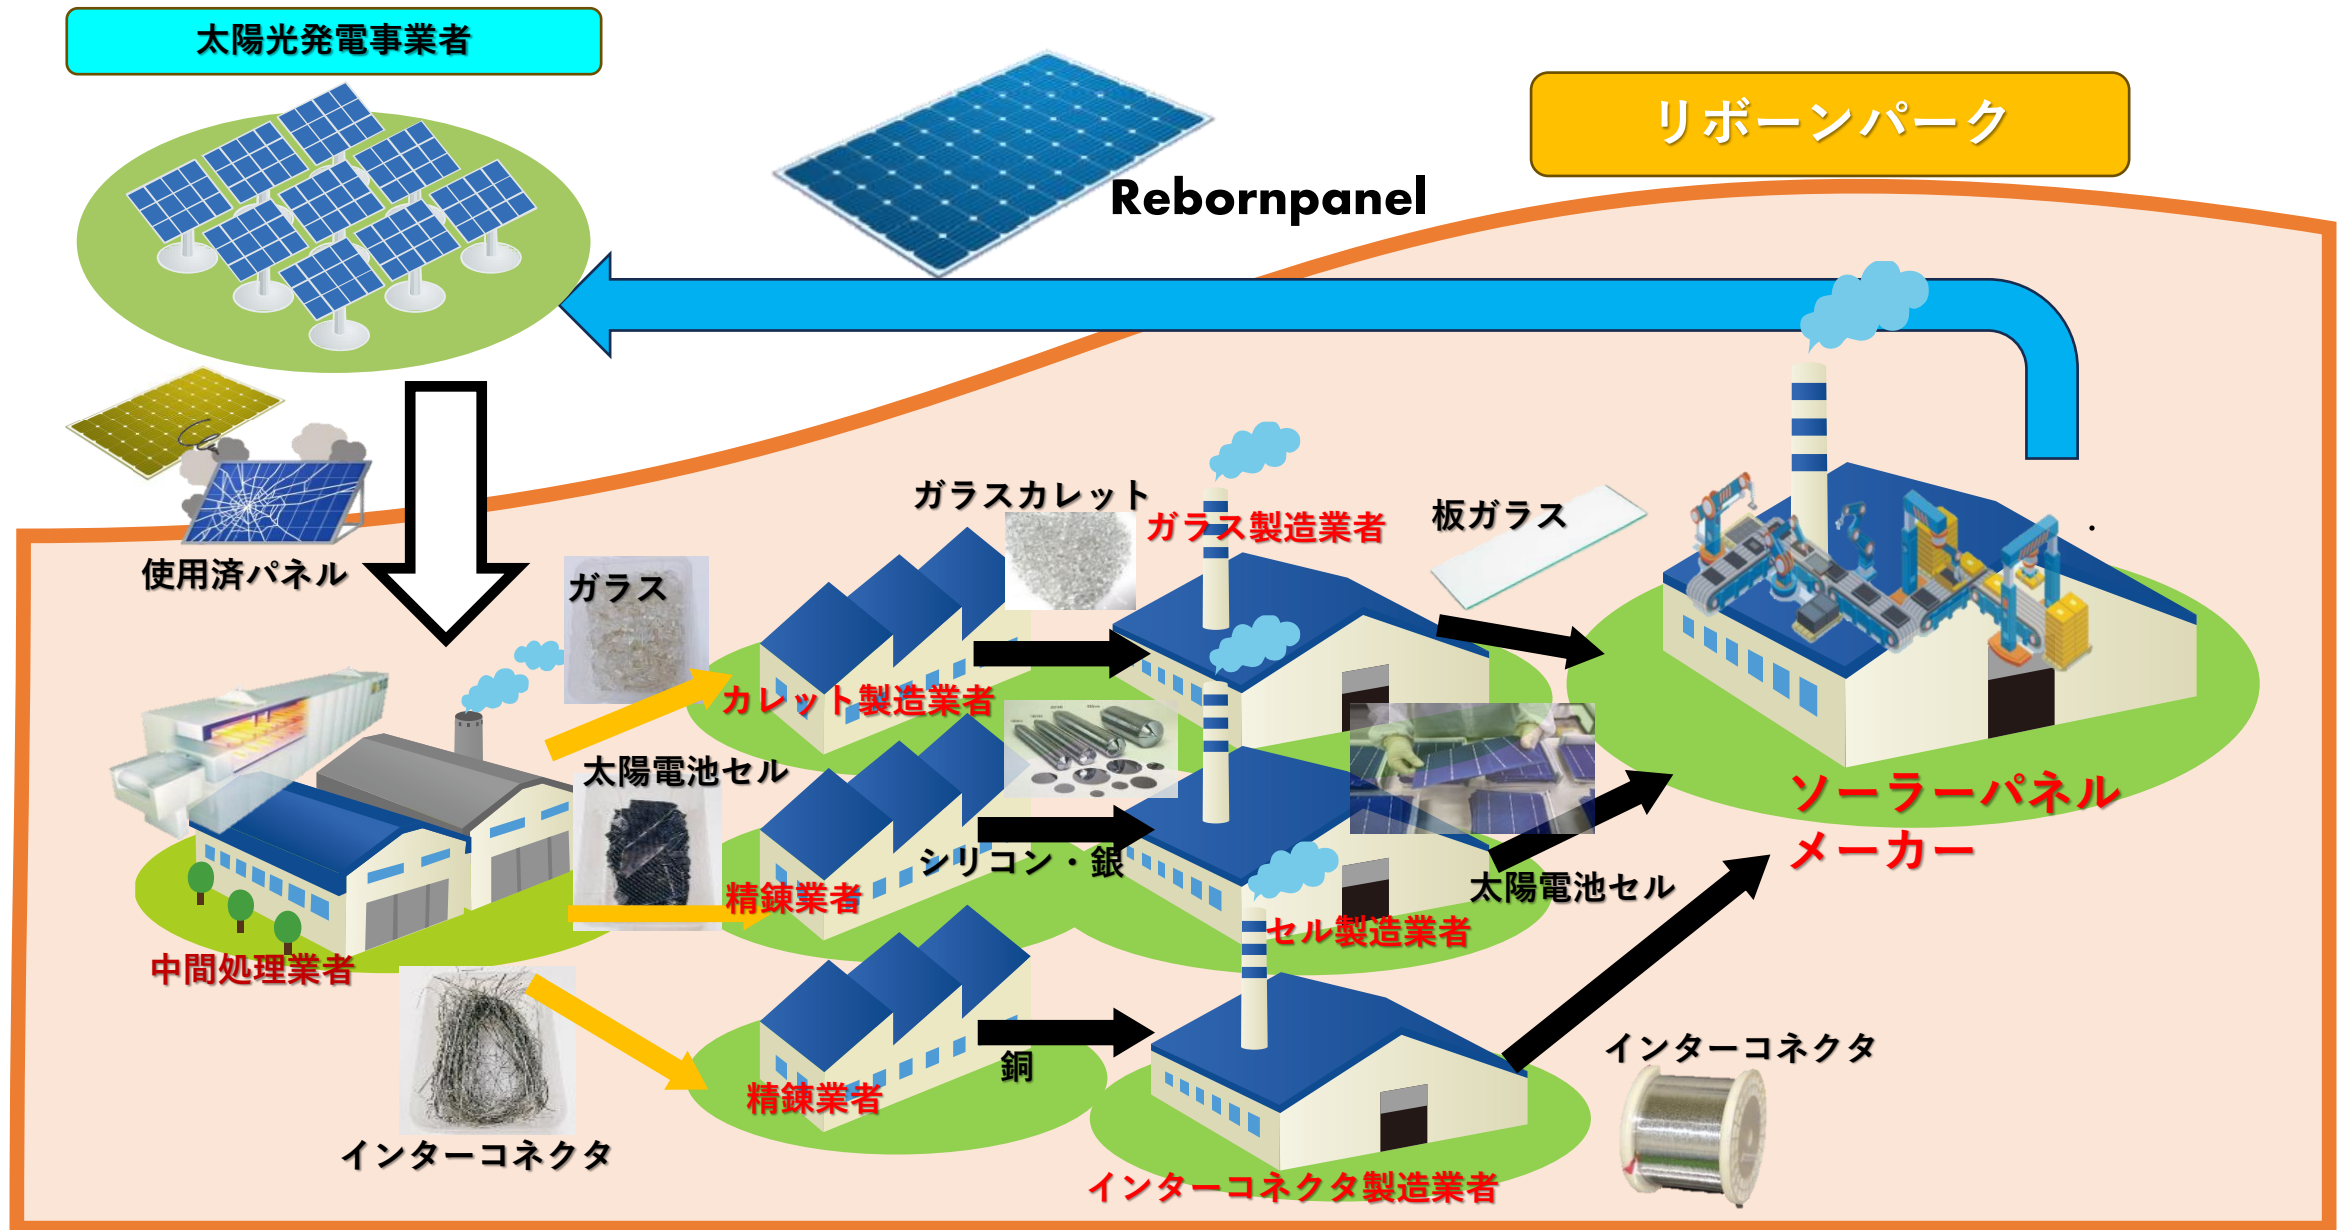 太陽光発電事業者
リボーンパーク
Rebornpanel
使用済パネル
ガラス
ガラスカレット
ガラス製造業者
板ガラス
カレット製造業者
太陽電池セル
シリコン・銀
精錬業者
太陽電池セル
セル製造業者
ソーラーパネル
メーカー
中間処理業者
インターコネクタ
精錬業者
銅
インターコネクタ製造業者
インターコネクタ